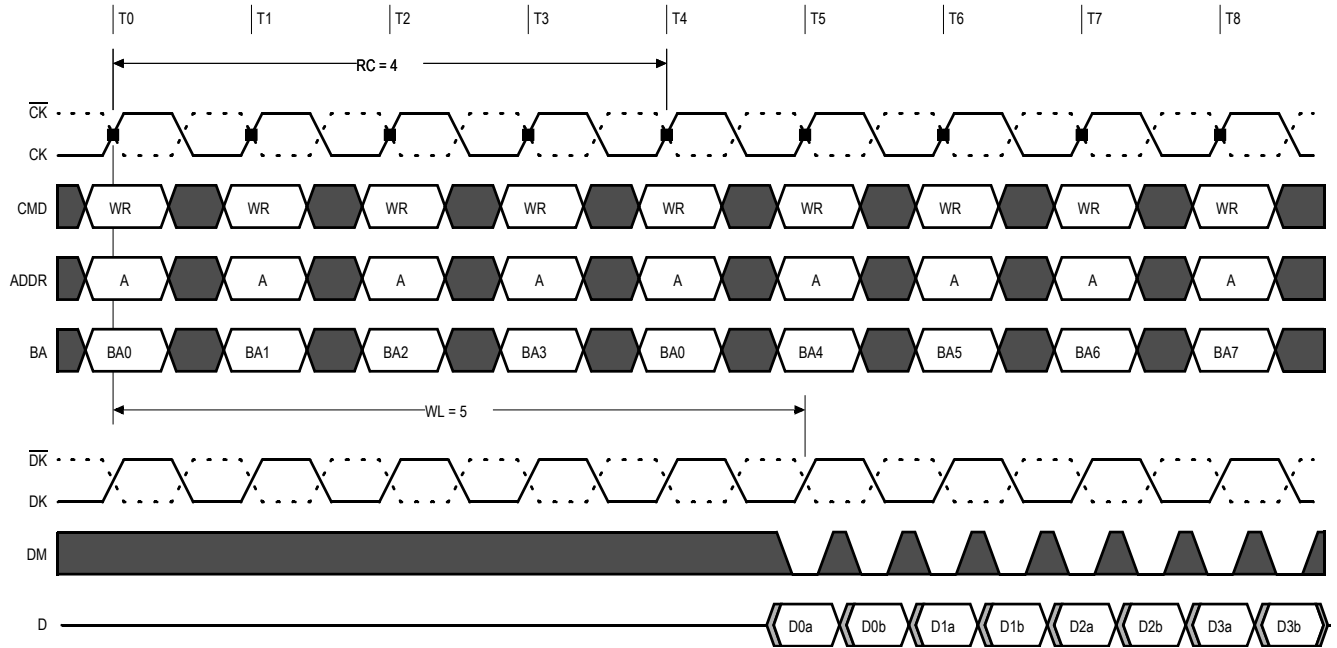 T0 T1 T2 T3 T4 T5 T6 T7 T8
RC = 4
C̅K̅
CK
CMD WR WR WR WR WR WR WR WR WR
ADDR A A A A A A A A A
BA BA0 BA1 BA2 BA3 BA0 BA4 BA5 BA6 BA7
WL = 5
D̅K̅
DK
DM
D D0a D0b D1a D1b D2a D2b D3a D3b